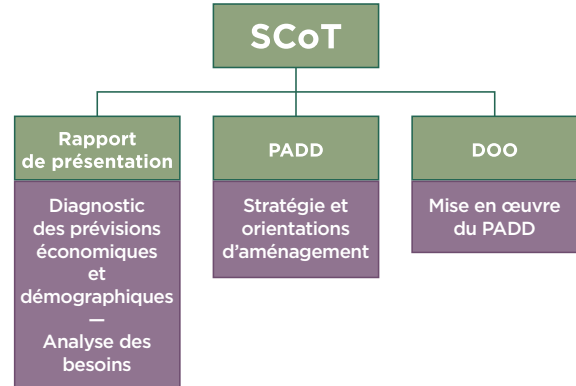 SCoT
Rapport
de présentation
Diagnostic
des prévisions
économiques
et
démographiques
—
Analyse des
besoins
PADD
Stratégie et
orientations
d'aménagement
DOO
Mise en œuvre
du PADD